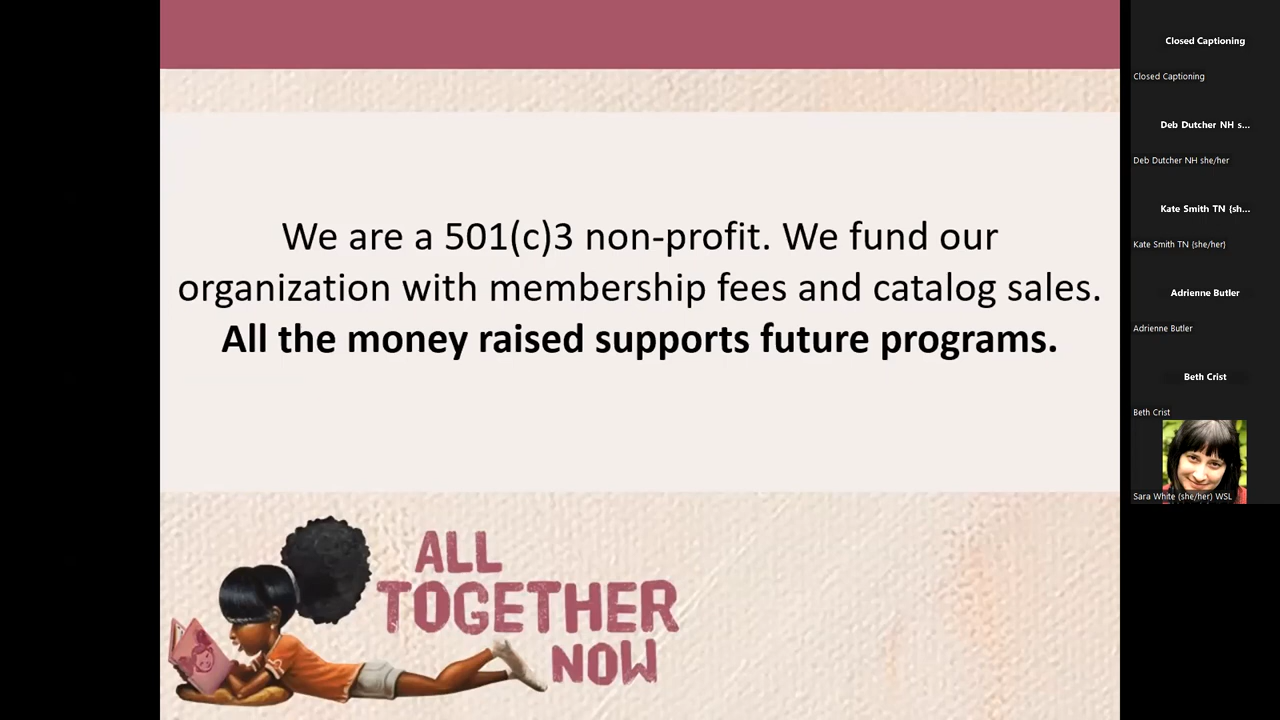 We are a 501(c)3 non-profit. We fund our
organization with membership fees and catalog sales.
All the money raised supports future programs.
ALL
TOGETHER
NOW
Closed Captioning
Closed Captioning
Deb Dutcher NH s...
Deb Dutcher NH she/her
Kate Smith TN (sh...
Kate Smith TN (she/her)
Adrienne Butler
Adrienne Butler
Beth Crist
Beth Crist
Sara White (she/her) WSL